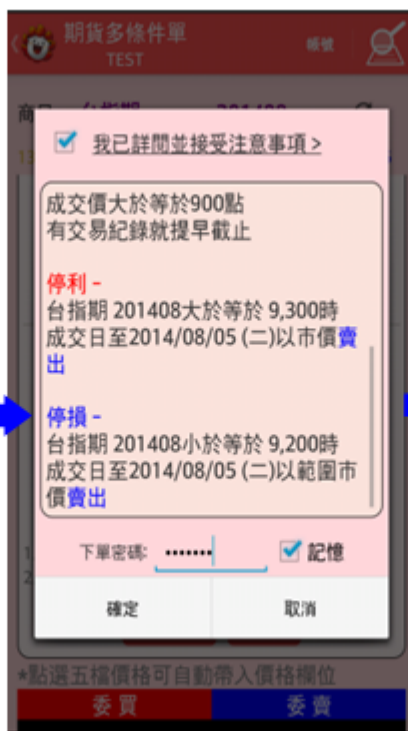 期貨多條件單
TEST
帳號
台指期 201408
我已詳閱並接受注意事項 >
成交價大於等於900點
有交易紀錄就提早截止
停利 -
台指期 201408大於等於 9,300時
成交日至2014/08/05 (二)以市價賣
出
停損 -
台指期 201408小於等於 9,200時
成交日至2014/08/05 (二)以範圍市
價賣出
下單密碼: •••••••
記憶
確定
取消
*點選五檔價格可自動帶入價格欄位
委買
委賣